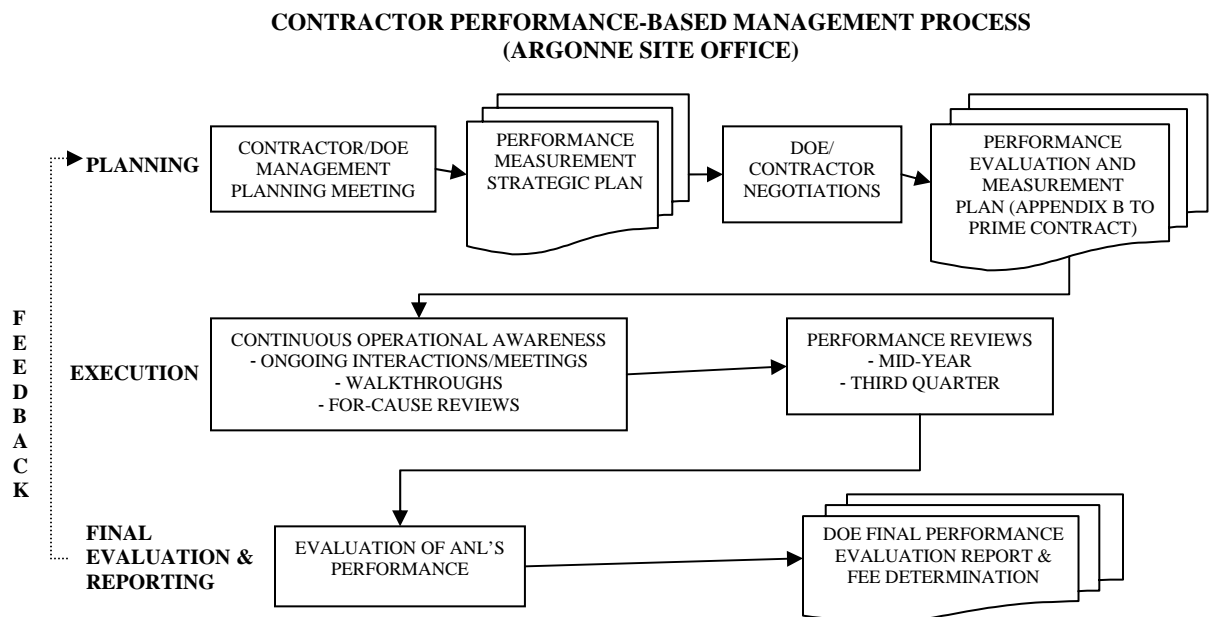 CONTRACTOR PERFORMANCE-BASED MANAGEMENT PROCESS
(ARGONNE SITE OFFICE)
PLANNING
CONTRACTOR/DOE
MANAGEMENT
PLANNING MEETING
PERFORMANCE
MEASUREMENT
STRATEGIC PLAN
DOE/
CONTRACTOR
NEGOTIATIONS
PERFORMANCE
EVALUATION AND
MEASUREMENT
PLAN (APPENDIX B TO
PRIME CONTRACT)
F
E
E
D
B
A
C
K
EXECUTION
CONTINUOUS OPERATIONAL AWARENESS
- ONGOING INTERACTIONS/MEETINGS
- WALKTHROUGHS
- FOR-CAUSE REVIEWS
PERFORMANCE REVIEWS
- MID-YEAR
- THIRD QUARTER
FINAL
EVALUATION &
REPORTING
EVALUATION OF ANL'S
PERFORMANCE
DOE FINAL PERFORMANCE
EVALUATION REPORT &
FEE DETERMINATION